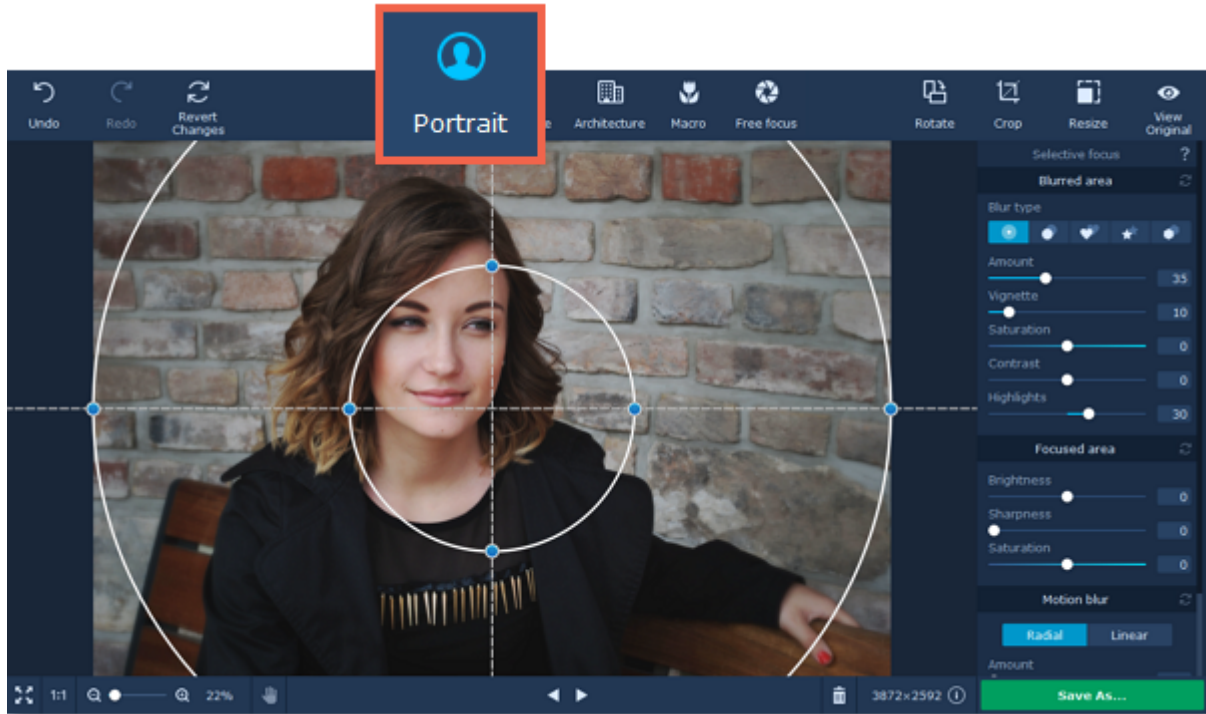 Portrait
Undo
Redo
Revert
Changes
Architecture
Macro
Free focus
Rotate
Crop
Resize
View
Original
Selective focus
?
Blurred area
Blur type
Amount
35
Vignette
10
Saturation
0
Contrast
0
Highlights
30
Focused area
Brightness
0
Sharpness
0
Saturation
0
Motion blur
Radial Linear
Amount
1:1
22%
3872×2592
Save As...